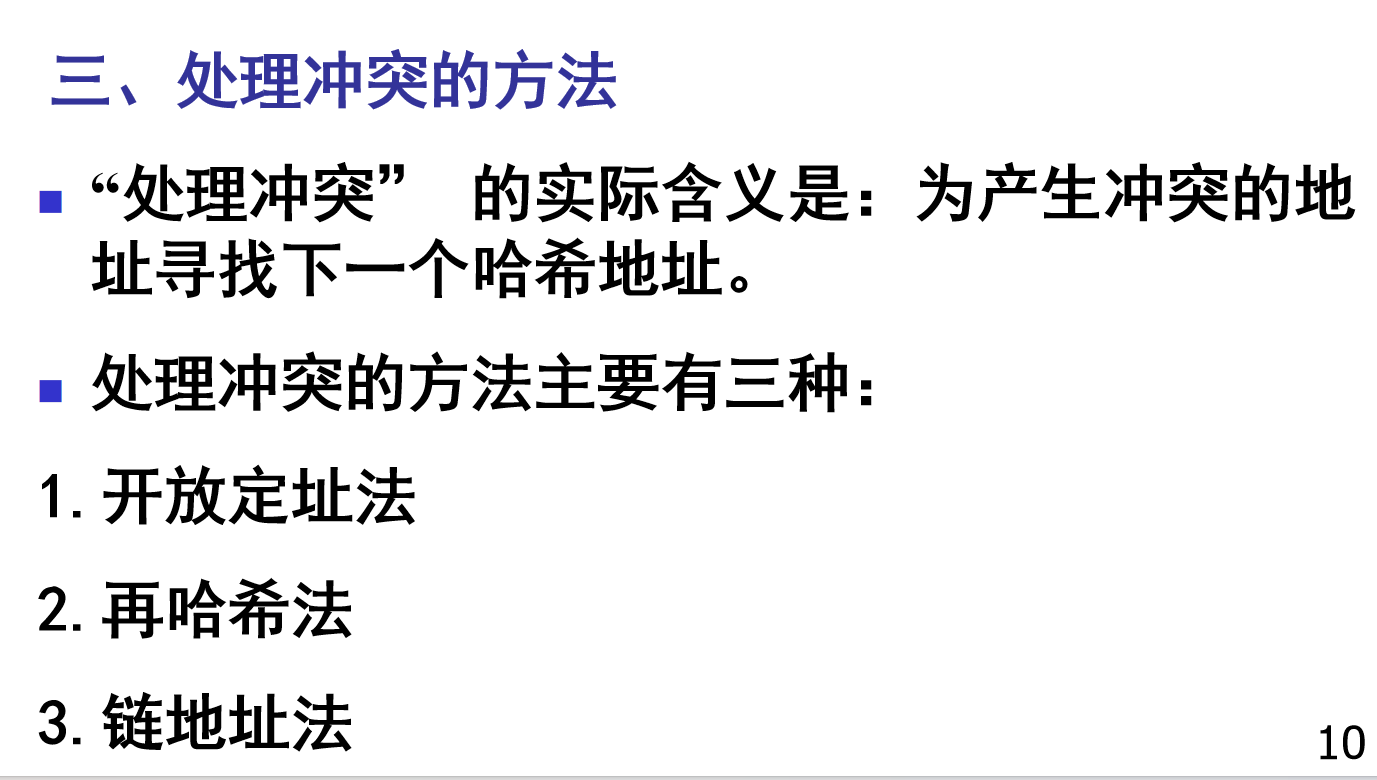 三、处理冲突的方法
“处理冲突” 的实际含义是：为产生冲突的地
址寻找下一个哈希地址。
处理冲突的方法主要有三种：
1.开放定址法
2.再哈希法
3.链地址法
10